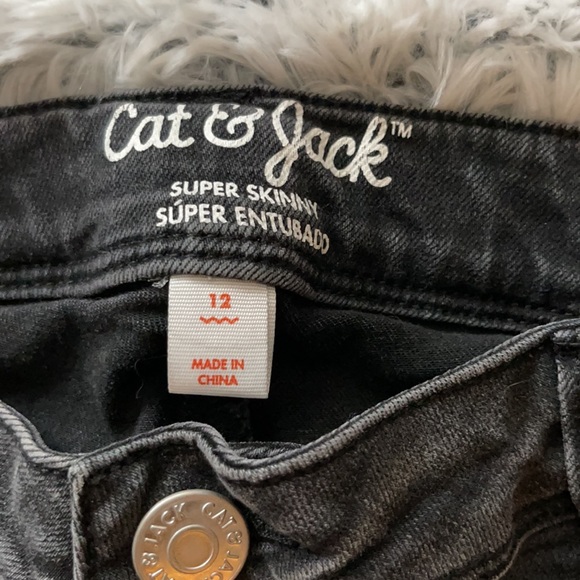 Cat & Jack™
SUPER SKINNY
SÚPER ENTUBADO
12
MADE IN
CHINA
CAT & JACK